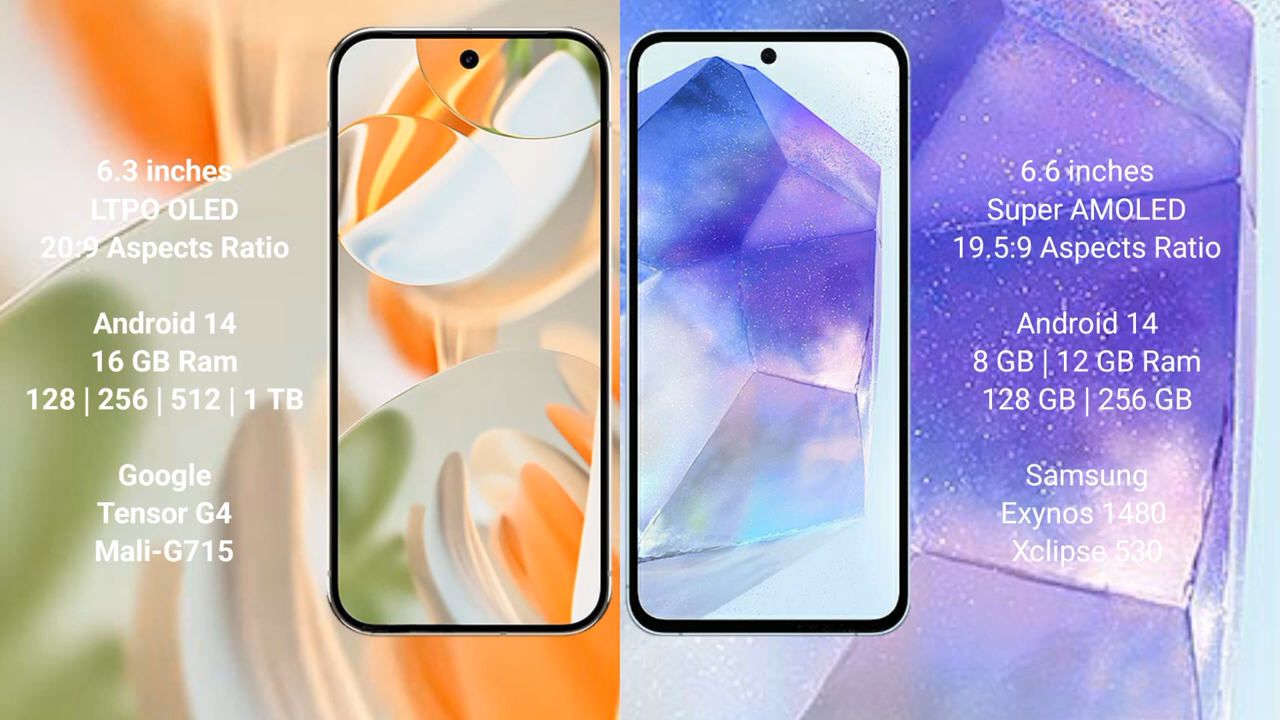 6.3 inches
LTPO OLED
20:9 Aspects Ratio
Android 14
16 GB Ram
128 | 256 | 512 | 1 TB
Google
Tensor G4
Mali-G715
6.6 inches
Super AMOLED
19.5:9 Aspects Ratio
Android 14
8 GB | 12 GB Ram
128 GB | 256 GB
Samsung
Exynos 1480
Xclipse 530